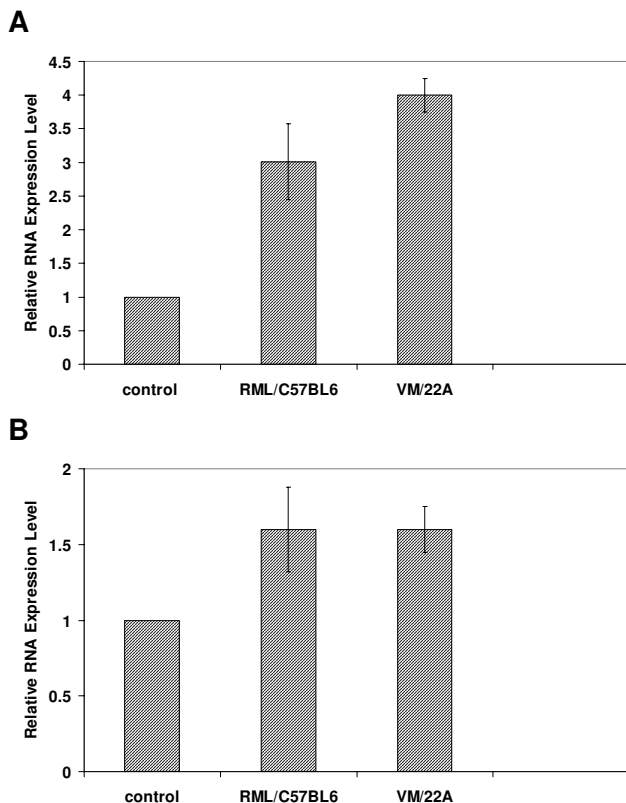 A
Relative RNA Expression Level
4.5
4
3.5
3
2.5
2
1.5
1
0.5
0
control RML/C57BL6 VM/22A
B
Relative RNA Expression Level
2
1.5
1
0.5
0
control RML/C57BL6 VM/22A